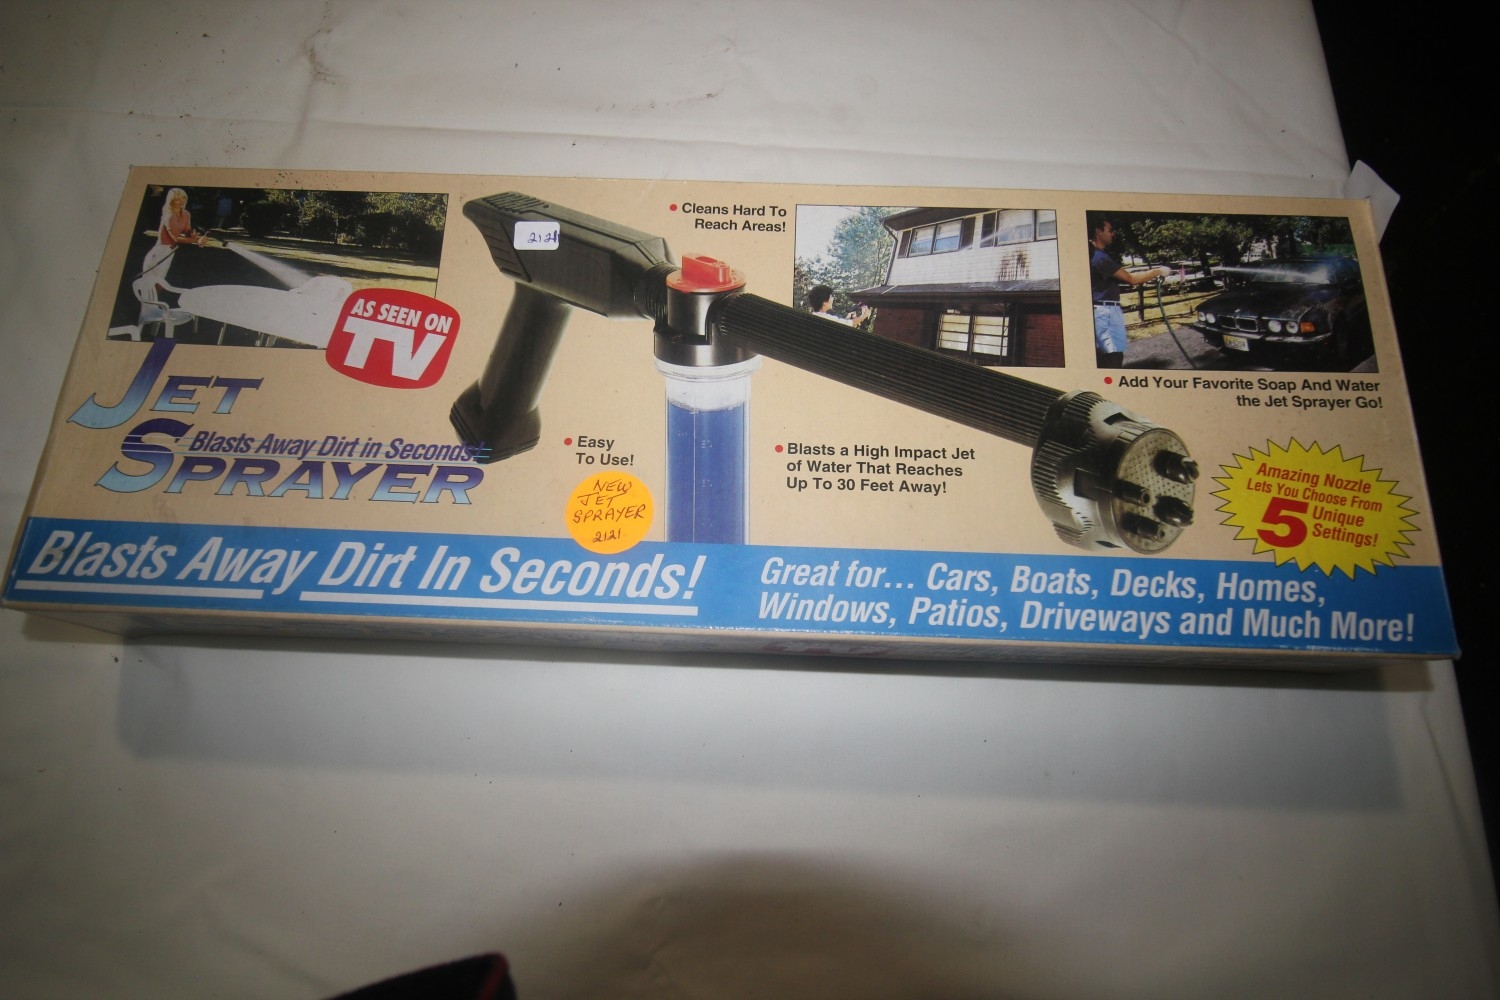 AS SEEN ON
TV
JET
Blasts Away Dirt in Seconds!
SPRAYER
2121
Cleans Hard To
Reach Areas!
• Easy
To Use!
NEW
JET
SPRAYER
2121
• Blasts a High Impact Jet
of Water That Reaches
Up To 30 Feet Away!
• Add Your Favorite Soap And Water
the Jet Sprayer Go!
Amazing Nozzle
Lets You Choose From
5 Unique
Settings!
Blasts Away Dirt In Seconds!
Great for... Cars, Boats, Decks, Homes,
Windows, Patios, Driveways and Much More!